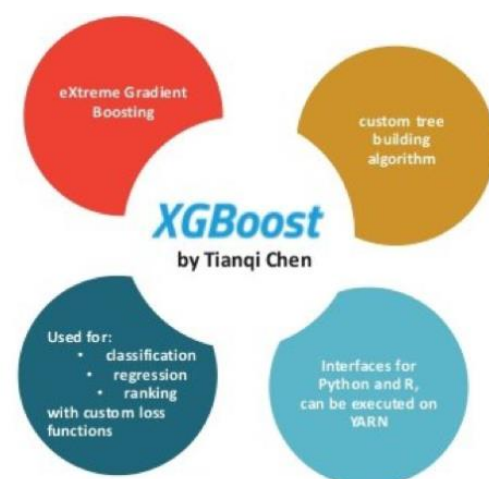 eXtreme Gradient
Boosting
custom tree
building
algorithm
XGBoost
by Tianqi Chen
Used for:
• classification
• regression
• ranking
with custom loss
functions
Interfaces for
Python and R,
can be executed on
YARN